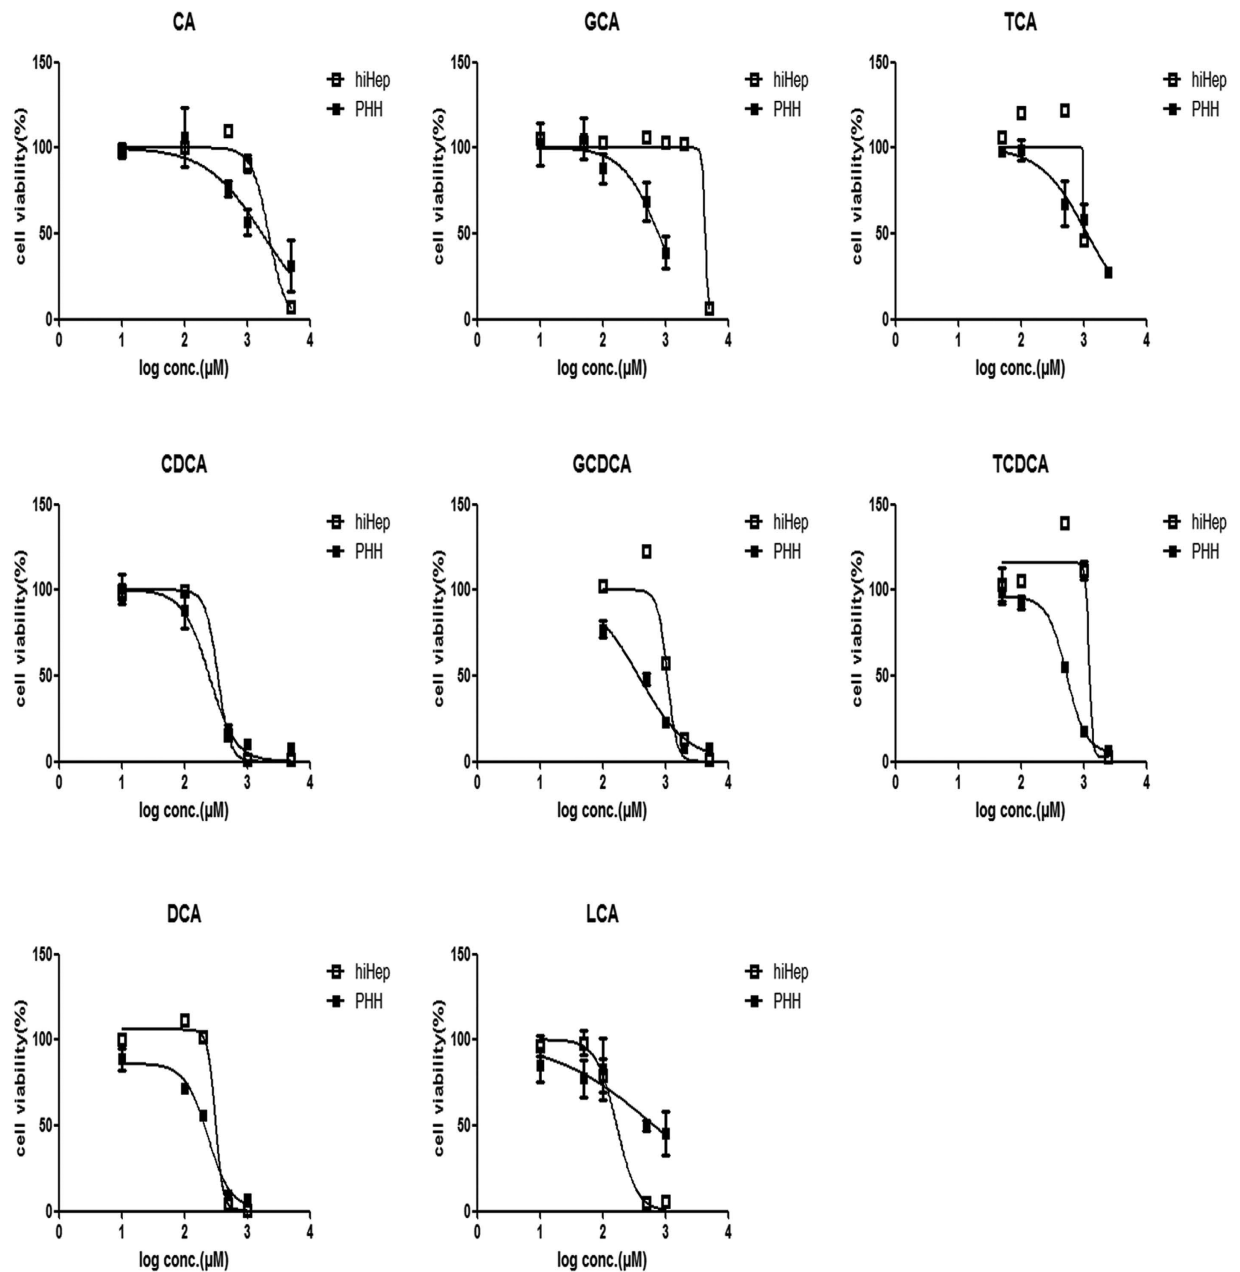 CA
150
100
50
0
cell viability(%)
0 1 2 3 4
log conc.(µM)
hiHep
PHH
GCA
150
100
50
0
cell viability(%)
0 1 2 3 4
log conc.(µM)
hiHep
PHH
TCA
150
100
50
0
cell viability(%)
0 1 2 3 4
log conc.(µM)
hiHep
PHH
CDCA
150
100
50
0
cell viability(%)
0 1 2 3 4
log conc.(µM)
hiHep
PHH
GCDCA
150
100
50
0
cell viability(%)
0 1 2 3 4
log conc.(µM)
hiHep
PHH
TCDCA
150
100
50
0
cell viability(%)
0 1 2 3 4
log conc.(µM)
hiHep
PHH
DCA
150
100
50
0
cell viability(%)
0 1 2 3 4
log conc.(µM)
hiHep
PHH
LCA
150
100
50
0
cell viability(%)
0 1 2 3 4
log conc.(µM)
hiHep
PHH